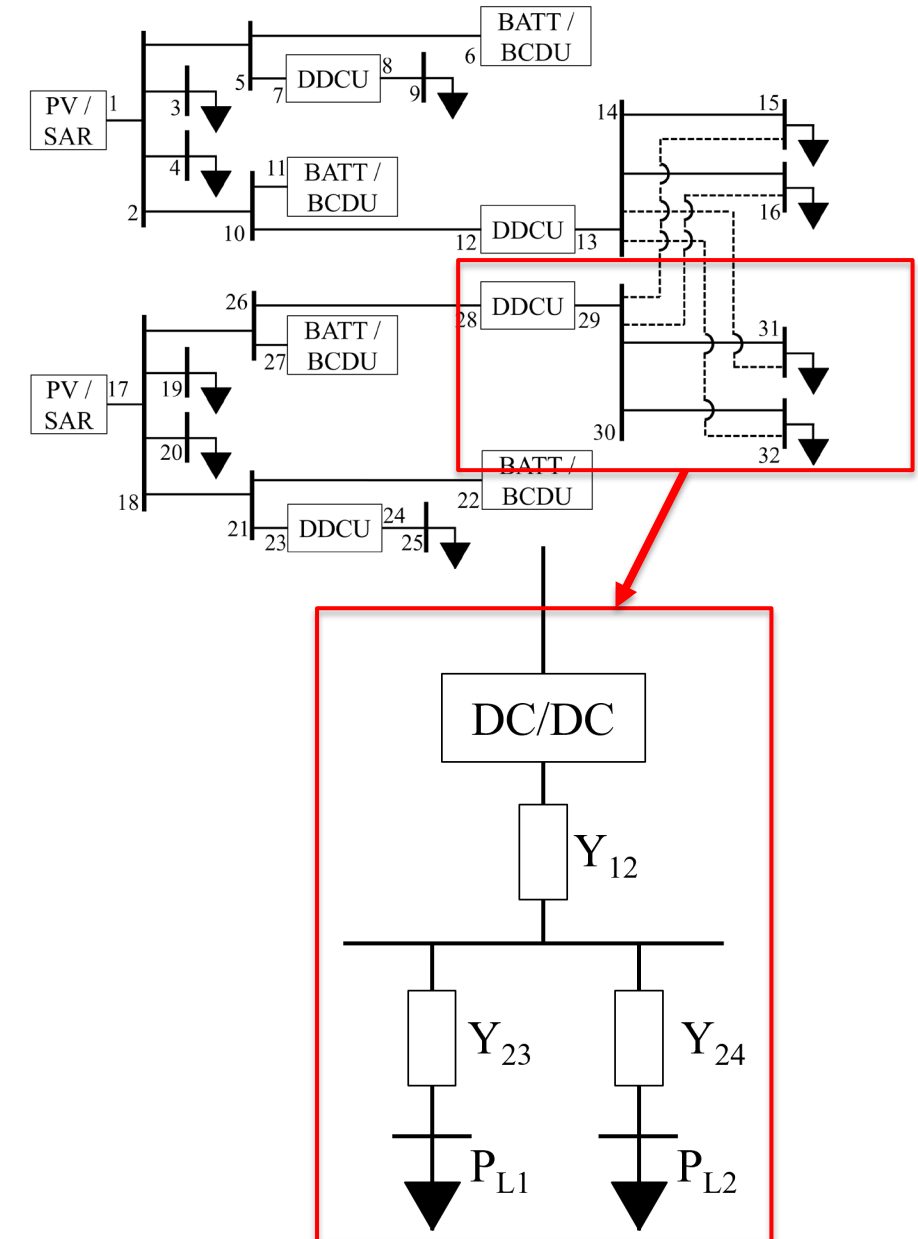 BATT /
BCDU
6
5
7
DDCU
8
9
PV /
SAR
1
3
4
2
11
BATT /
BCDU
10
12
DDCU
13
14
15
16
26
28
DDCU
29
27
BATT /
BCDU
31
30
32
PV /
SAR
17
19
20
18
BATT /
BCDU
22
21
23
DDCU
24
25
DC/DC
Y12
Y23
Y24
PL1
PL2